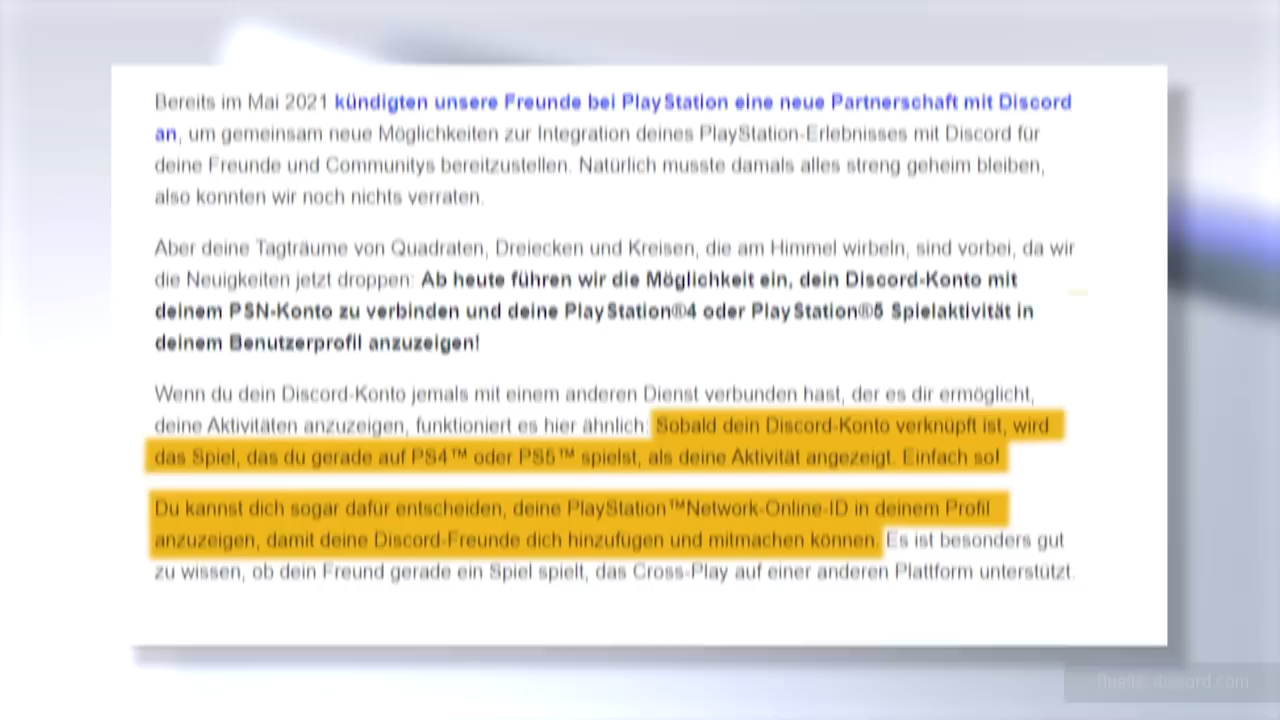 Bereits im Mai 2021 kündigten unsere Freunde bei PlayStation eine neue Partnerschaft mit Discord
an, um gemeinsam neue Möglichkeiten zur Integration deines PlayStation-Erlebnisses mit Discord für
deine Freunde und Communitys bereitzustellen. Natürlich musste damals alles streng geheim bleiben,
also konnten wir noch nichts verraten.
Aber deine Tagträume von Quadraten, Dreiecken und Kreisen, die am Himmel wirbeln, sind vorbei, da wir
die Neuigkeiten jetzt droppen: Ab heute führen wir die Möglichkeit ein, dein Discord-Konto mit
deinem PSN-Konto zu verbinden und deine PlayStation®4 oder PlayStation®5 Spielaktivität in
deinem Benutzerprofil anzuzeigen!
Wenn du dein Discord-Konto jemals mit einem anderen Dienst verbunden hast, der es dir ermöglicht,
deine Aktivitäten anzuzeigen, funktioniert es hier ähnlich: Sobald dein Discord-Konto verknüpft ist, wird
das Spiel, das du gerade auf PS4™ oder PS5™ spielst, als deine Aktivität angezeigt. Einfach so!
Du kannst dich sogar dafür entscheiden, deine PlayStation™Network-Online-ID in deinem Profil
anzuzeigen, damit deine Discord-Freunde dich hinzufügen und mitmachen können. Es ist besonders gut
zu wissen, ob dein Freund gerade ein Spiel spielt, das Cross-Play auf einer anderen Plattform unterstützt.
Quelle: discord.com